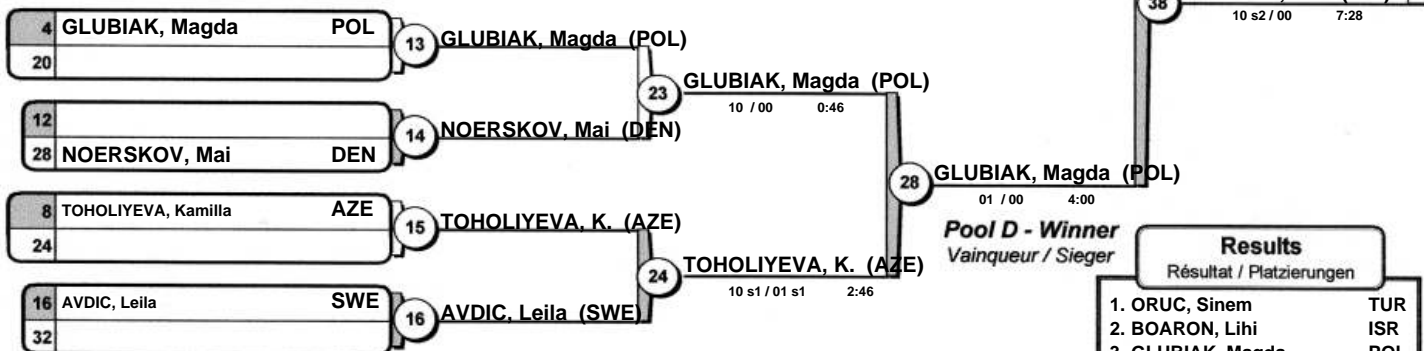 38
10 s2 / 00 7:28
4 GLUBIAK, Magda POL
20
13 GLUBIAK, Magda (POL)
23 GLUBIAK, Magda (POL)
10 / 00 0:46
12
28 NOERSKOV, Mai DEN
14 NOERSKOV, Mai (DEN)
28 GLUBIAK, Magda (POL)
01 / 00 4:00
8 TOHOLIYEVA, Kamilla AZE
24
15 TOHOLIYEVA, K. (AZE)
24 TOHOLIYEVA, K. (AZE)
10 s1 / 01 s1 2:46
16 AVDIC, Leila SWE
32
16 AVDIC, Leila (SWE)
Pool D - Winner
Vainqueur / Sieger
Results
Résultat / Platzierungen
1. ORUC, Sinem TUR
2. BOARON, Lihi ISR
3. GLUBIAK, Magda POL